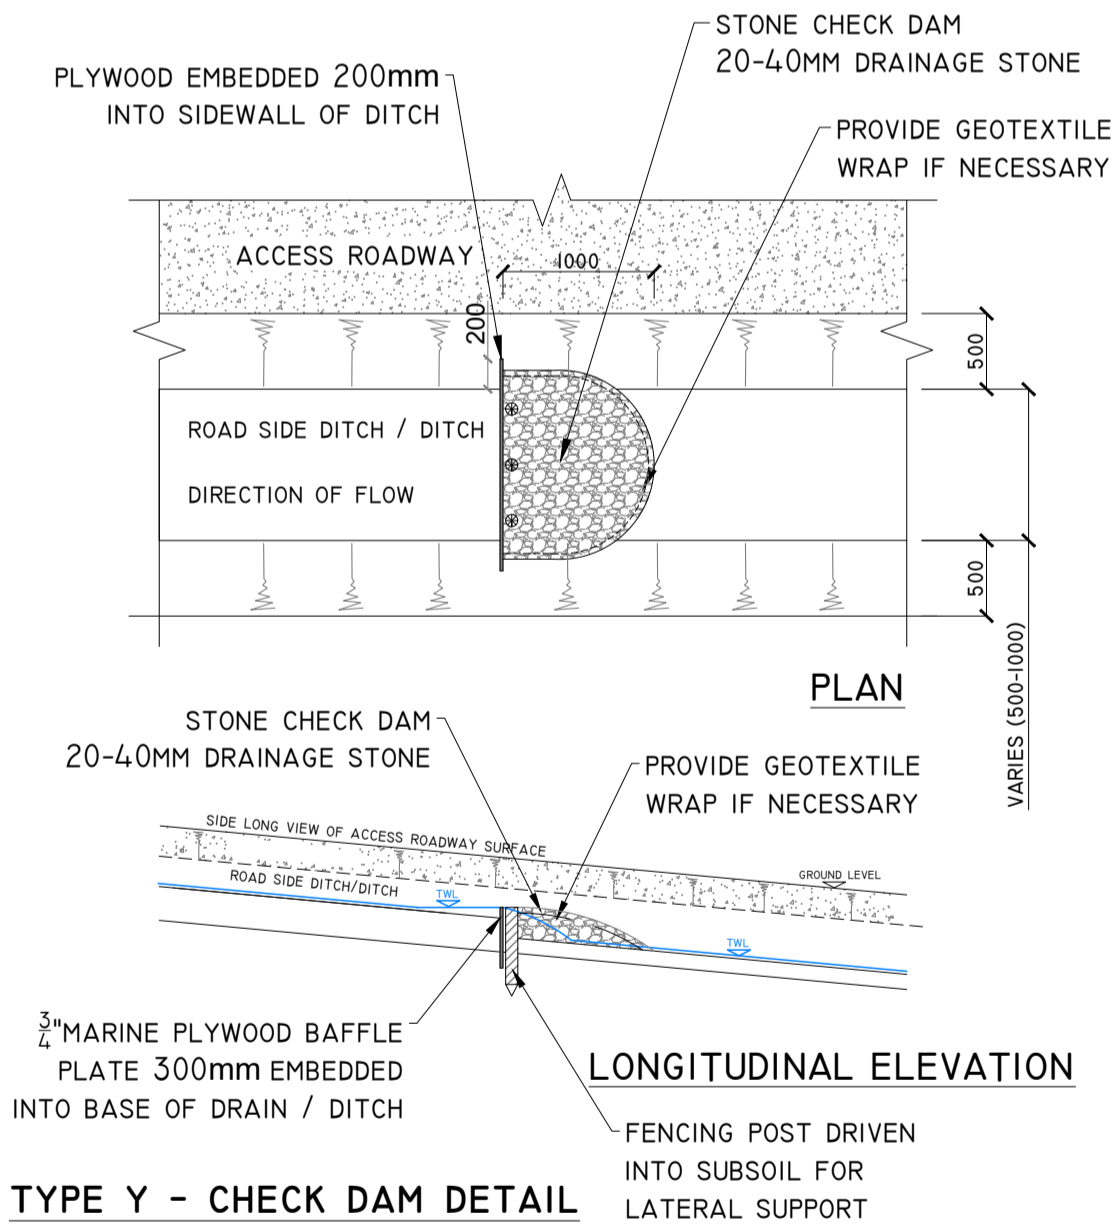 STONE CHECK DAM
20-40MM DRAINAGE STONE
PLYWOOD EMBEDDED 200mm
INTO SIDEWALL OF DITCH
PROVIDE GEOTEXTILE
WRAP IF NECESSARY
ACCESS ROADWAY
1000
200
500
ROAD SIDE DITCH / DITCH
DIRECTION OF FLOW
500
VARIES (500-1000)
PLAN
STONE CHECK DAM
20-40MM DRAINAGE STONE
PROVIDE GEOTEXTILE
WRAP IF NECESSARY
SIDE LONG VIEW OF ACCESS ROADWAY SURFACE
GROUND LEVEL
ROAD SIDE DITCH/DITCH
TWL
TWL
3/4"MARINE PLYWOOD BAFFLE
PLATE 300mm EMBEDDED
INTO BASE OF DRAIN / DITCH
LONGITUDINAL ELEVATION
FENCING POST DRIVEN
INTO SUBSOIL FOR
LATERAL SUPPORT
TYPE Y - CHECK DAM DETAIL